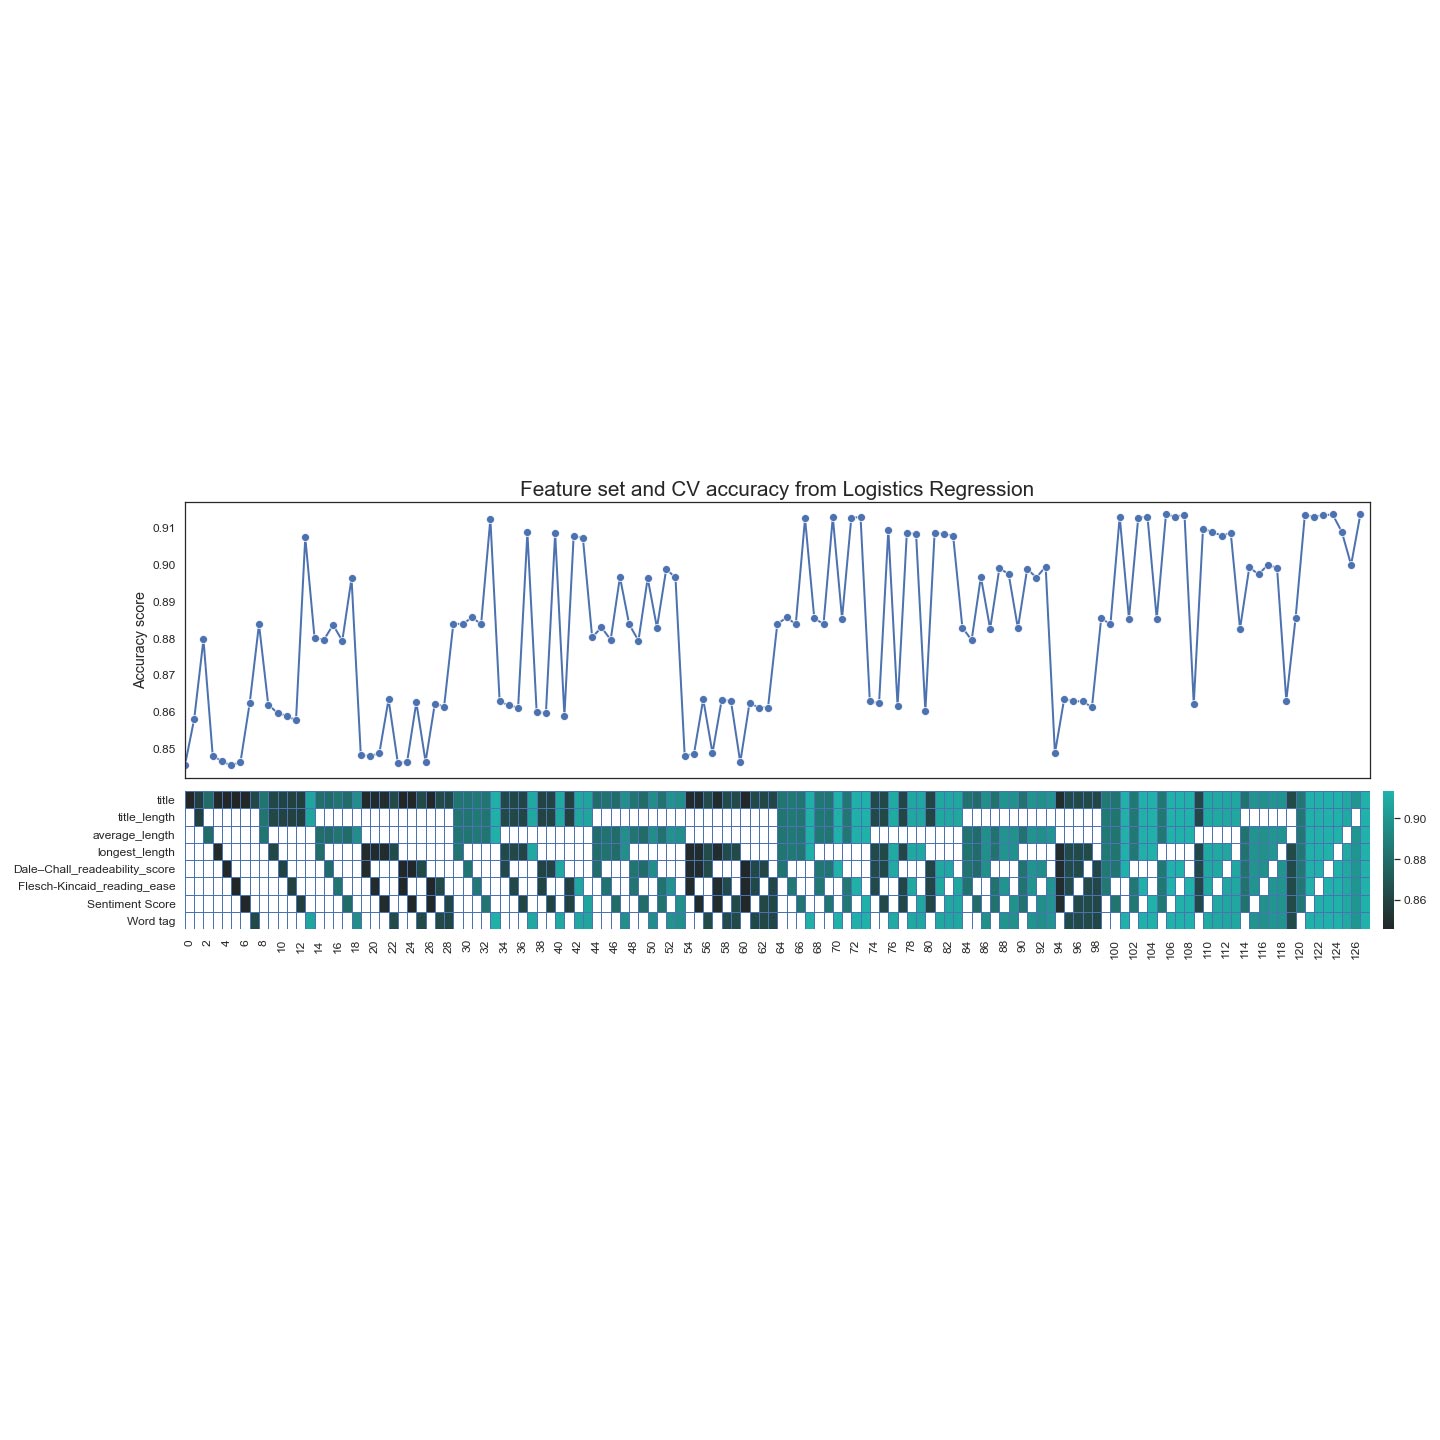 Feature set and CV accuracy from Logistics Regression
Accuracy score
0.91
0.90
0.89
0.88
0.87
0.86
0.85
title
title_length
average_length
longest_length
Dale–Chall_readeability_score
Flesch-Kincaid_reading_ease
Sentiment Score
Word tag
0.90
0.88
0.86
0 2 4 6 8 10 12 14 16 18 20 22 24 26 28 30 32 34 36 38 40 42 44 46 48 50 52 54 56 58 60 62 64 66 68 70 72 74 76 78 80 82 84 86 88 90 92 94 96 98 100 102 104 106 108 110 112 114 116 118 120 122 124 126